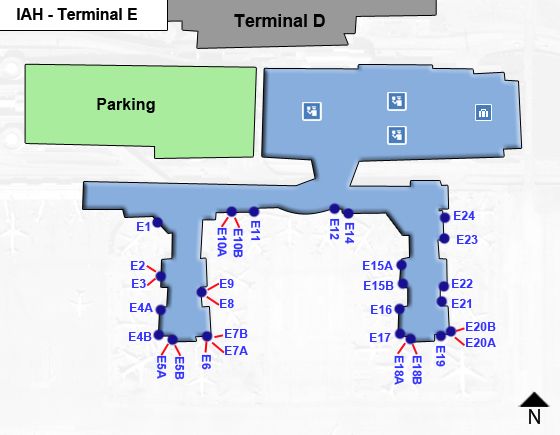 IAH - Terminal E
Terminal D
Parking
E1
E10A
E10B
E11
E12
E14
E24
E23
E2
E3
E9
E8
E15A
E15B
E22
E21
E4A
E16
E4B
E5A
E5B
E6
E7B
E7A
E17
E18A
E18B
E19
E20B
E20A
N